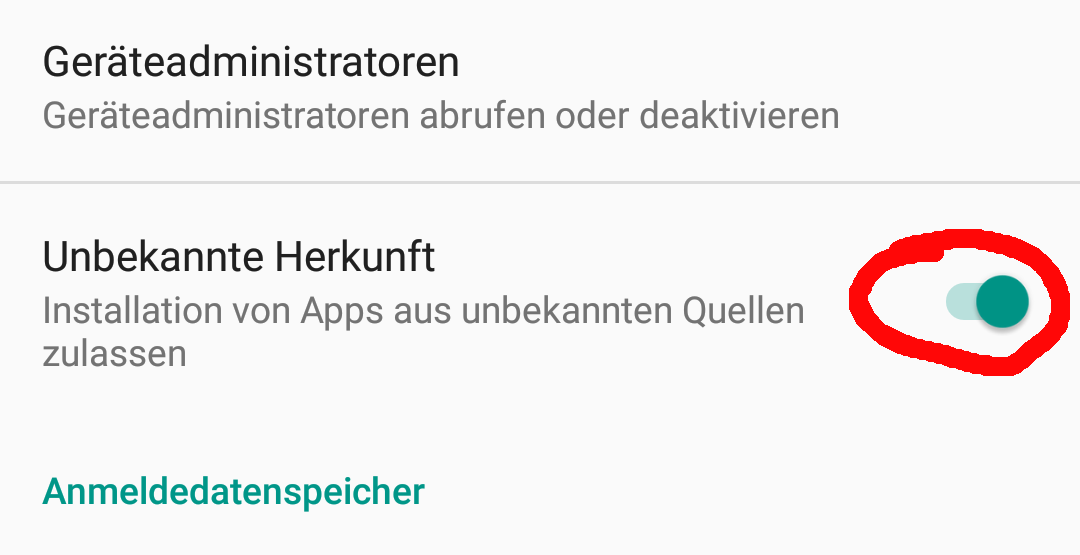 Geräteadministratoren
Geräteadministratoren abrufen oder deaktivieren
Unbekannte Herkunft
Installation von Apps aus unbekannten Quellen
zulassen
Anmeldedatenspeicher